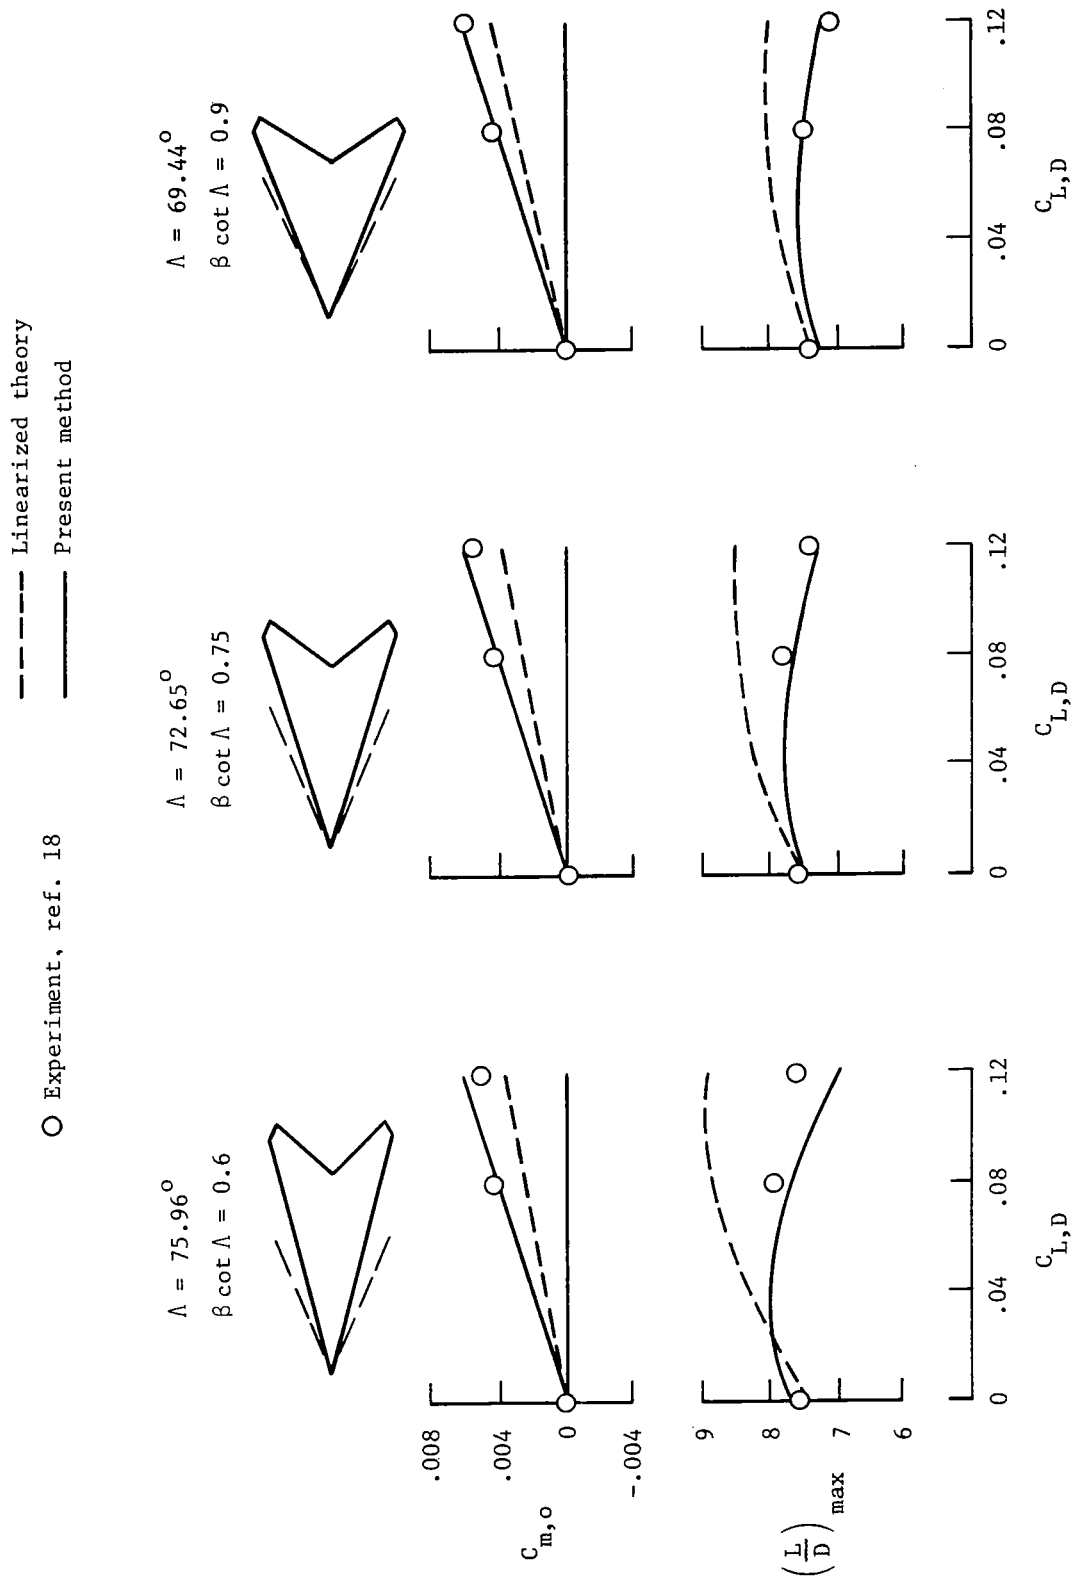 ○ Experiment, ref. 18
Linearized theory
Present method
Λ = 75.96°
β cot Λ = 0.6
Λ = 72.65°
β cot Λ = 0.75
Λ = 69.44°
β cot Λ = 0.9
C_m,o
.008
.004
0
-.004
(L/D)_max
9
8
7
6
0 .04 .08 .12
C_L,D
0 .04 .08 .12
C_L,D
0 .04 .08 .12
C_L,D